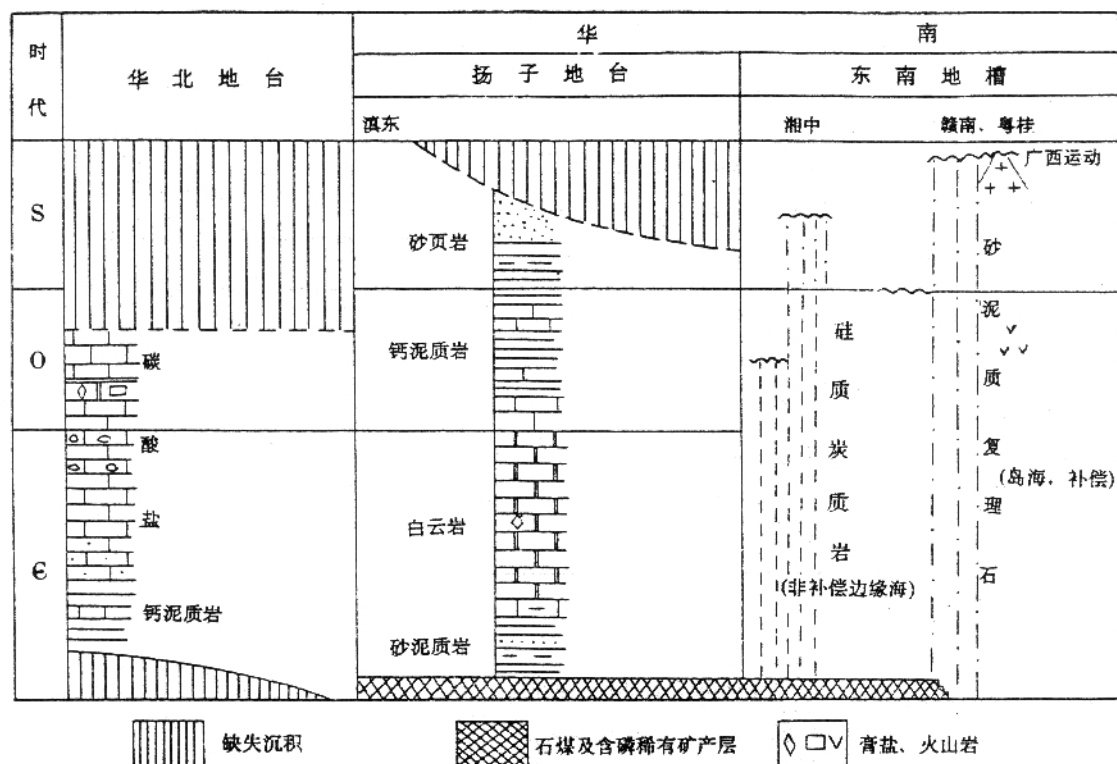 时代
华北地台
华南
扬子地台
东南地槽
滇东
湘中
赣南、粤桂
广西运动
S
砂页岩
O
碳酸盐
钙泥质岩
Є
钙泥质岩
白云岩
砂泥质岩
硅质炭质岩
(非补偿边缘海)
砂泥质复理石
(岛海,补偿)
缺失沉积
石煤及含磷稀有矿产层
膏盐、火山岩